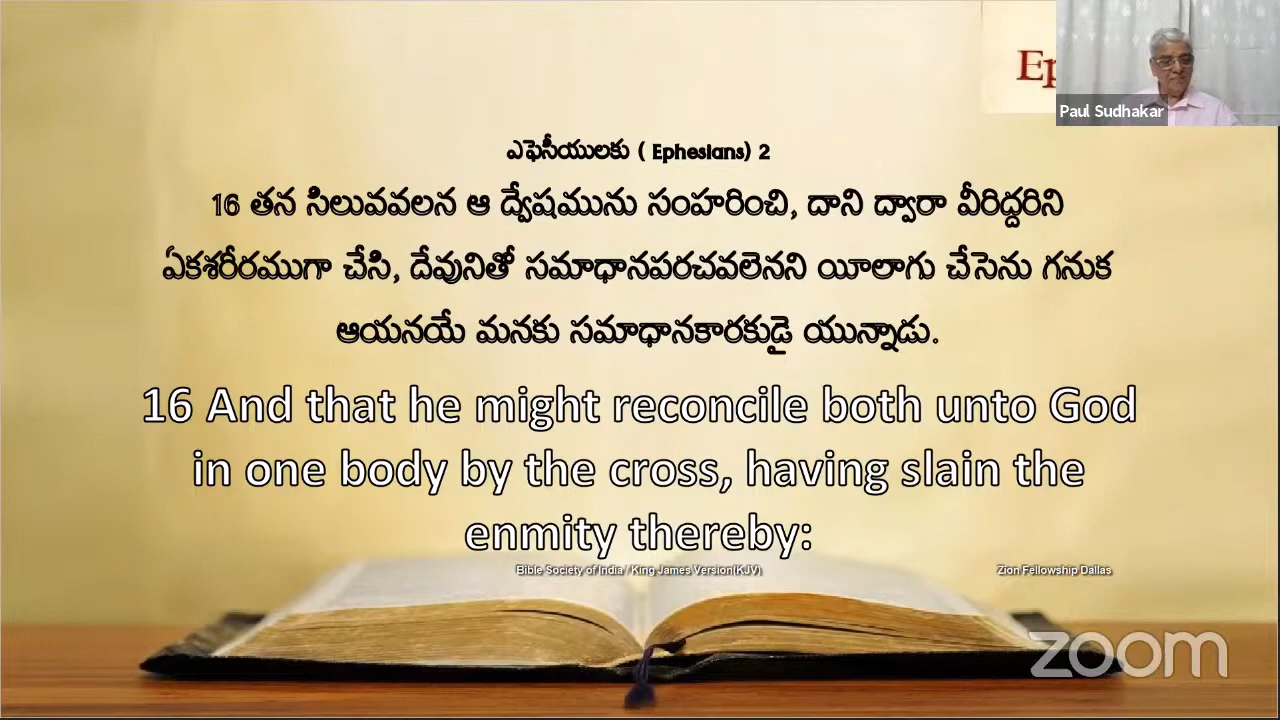 Ep
Paul Sudhakar
ఎఫెసీయులకు ( Ephesians) 2
16 తన సిలువవలన ఆ ద్వేషమును సంహరించి, దాని ద్వారా వీరిద్దరిని
ఏకశరీరముగా చేసి, దేవునితో సమాధానపరచవలెనని యీలాగు చేసెను గనుక
ఆయనయే మనకు సమాధానకారకుడై యున్నాడు.
16 And that he might reconcile both unto God
in one body by the cross, having slain the
enmity thereby:
Bible Society of India / King James Version(KJV)
Zion Fellowship Dallas
zoom